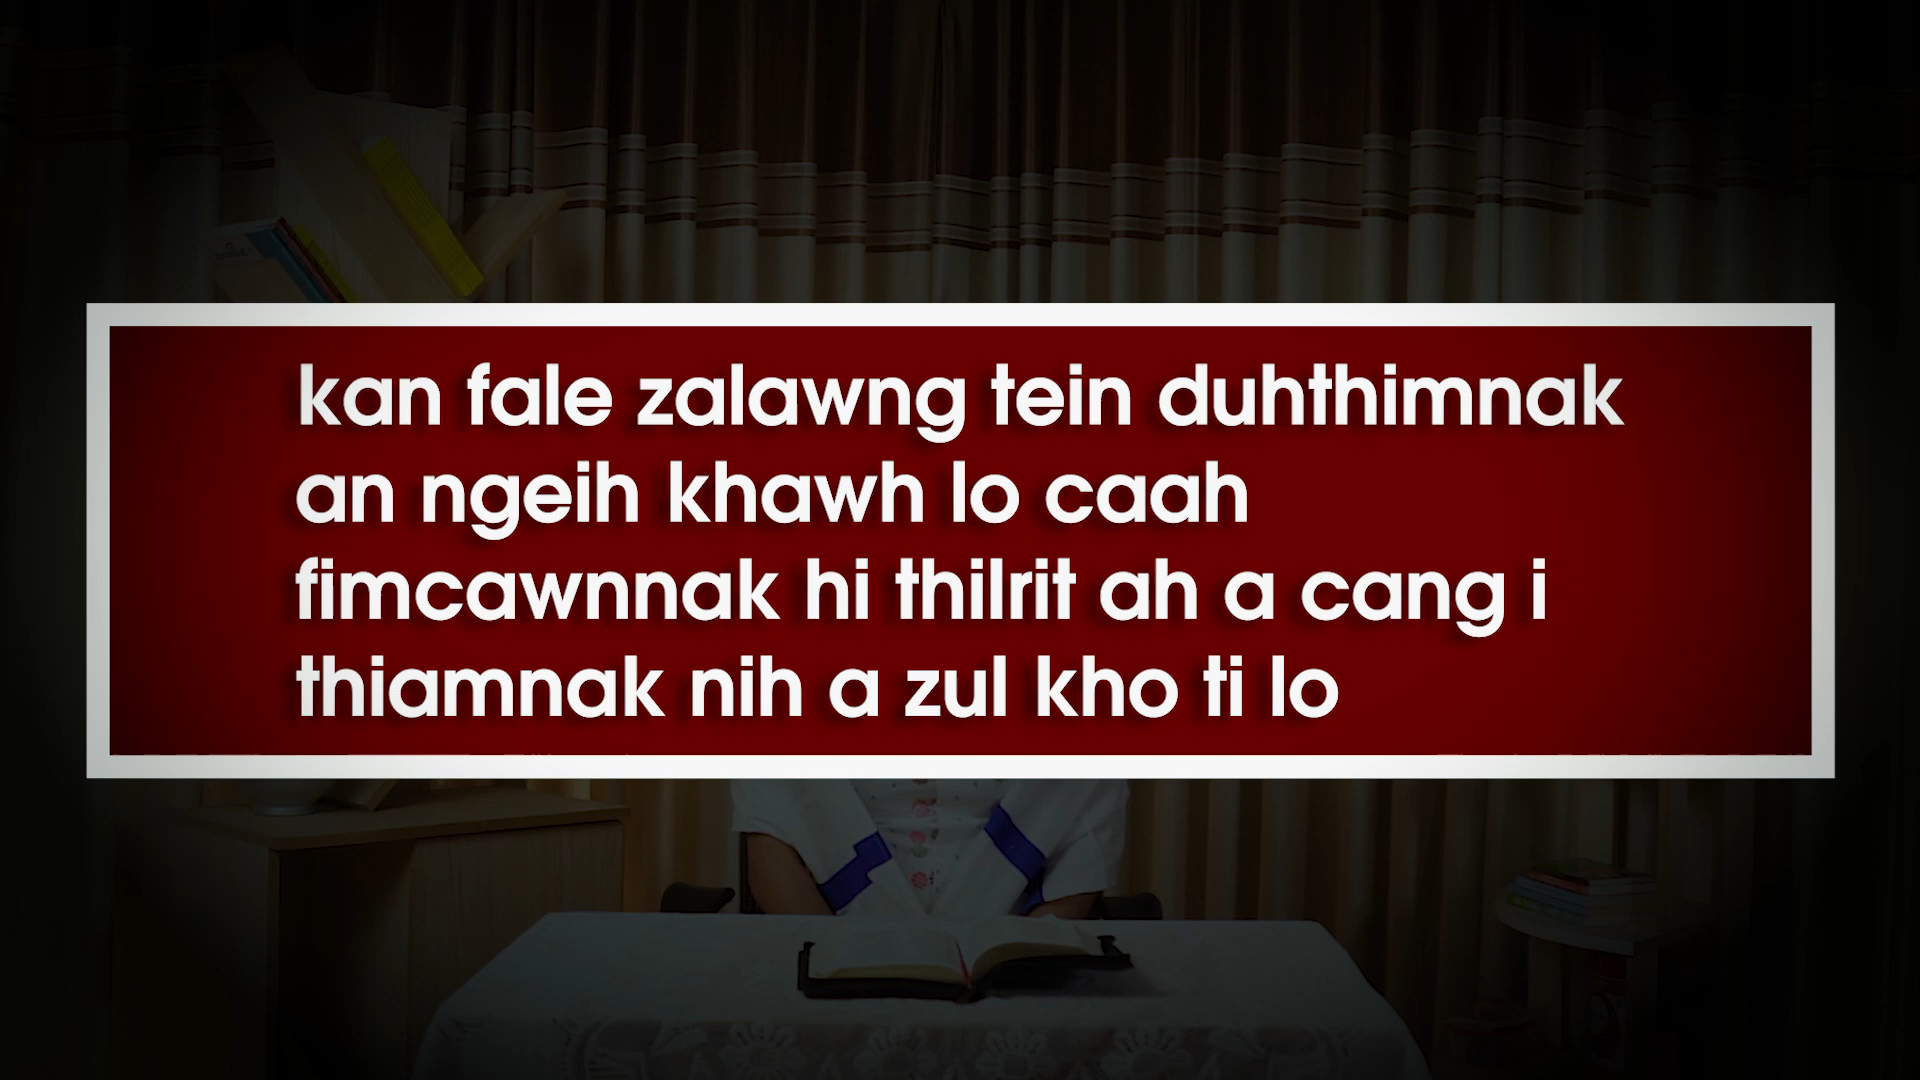 kan fale zalawng tein duhthimnak
an ngeih khawh lo caah
fimcawnnak hi thilrit ah a cang i
thiamnak nih a zul kho ti lo